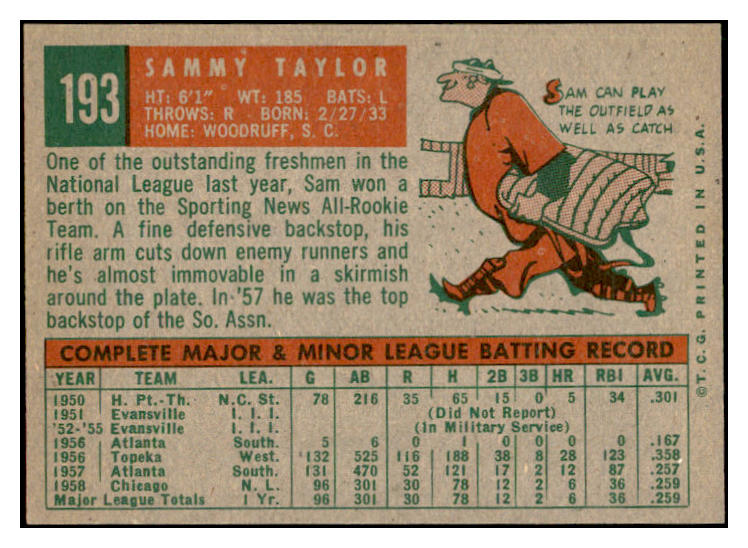 193
SAMMY TAYLOR
HT: 6'1" WT: 185 BATS: L
THROWS: R BORN: 2/27/33
HOME: WOODRUFF, S. C.
SAM CAN PLAY
THE OUTFIELD AS
WELL AS CATCH
One of the outstanding freshmen in the
National League last year, Sam won a
berth on the Sporting News All-Rookie
Team. A fine defensive backstop, his
rifle arm cuts down enemy runners and
he's almost immovable in a skirmish
around the plate. In '57 he was the top
backstop of the So. Assn.
COMPLETE MAJOR & MINOR LEAGUE BATTING RECORD
YEAR TEAM LEA. G AB R H 2B 3B HR RBI AVG.
1950 H. Pt.-Th. N.C. St. 78 216 35 65 15 0 5 34 .301
1951 Evansville I. I. I. (Did Not Report)
'52-'55 Evansville I. I. I. (In Military Service)
1956 Atlanta South. 5 6 0 1 0 0 0 0 .167
1956 Topeka West. 132 525 116 188 38 8 28 123 .358
1957 Atlanta South. 131 470 52 121 17 2 12 87 .257
1958 Chicago N. L. 96 301 30 78 12 2 6 36 .259
Major League Totals 1 Yr. 96 301 30 78 12 2 6 36 .259
©T.C.G. PRINTED IN U.S.A.